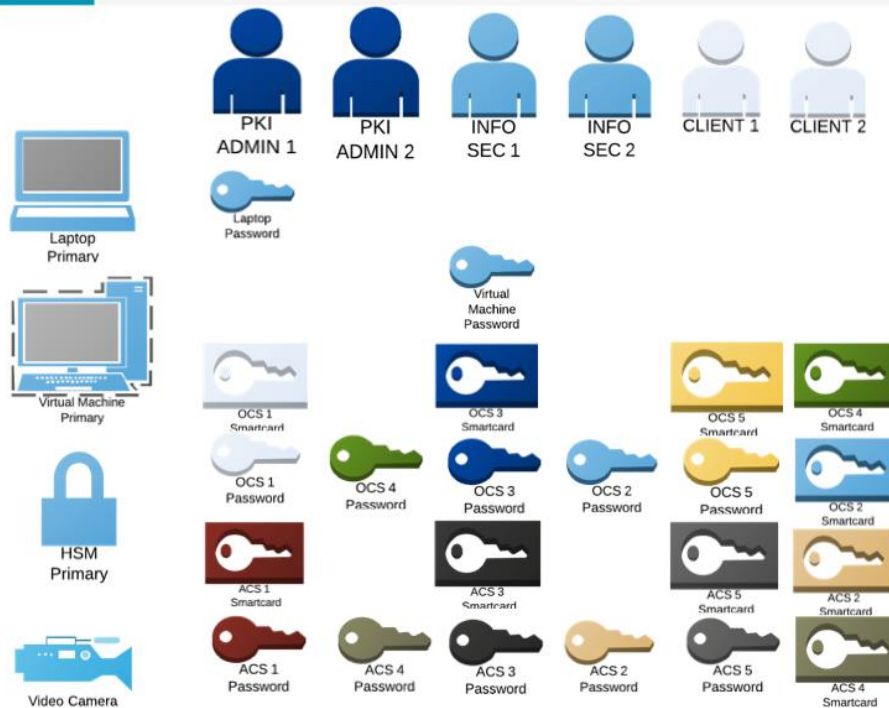 PKI
ADMIN 1
PKI
ADMIN 2
INFO
SEC 1
INFO
SEC 2
CLIENT 1
CLIENT 2
Laptop
Primary
Laptop
Password
Virtual
Machine
Password
Virtual Machine
Primary
OCS 1
Smartcard
OCS 3
Smartcard
OCS 5
Smartcard
OCS 4
Smartcard
OCS 1
Password
OCS 4
Password
OCS 3
Password
OCS 2
Password
OCS 5
Password
OCS 2
Smartcard
HSM
Primary
ACS 1
Smartcard
ACS 3
Smartcard
ACS 5
Smartcard
ACS 2
Smartcard
ACS 1
Password
ACS 4
Password
ACS 3
Password
ACS 2
Password
ACS 5
Password
ACS 4
Smartcard
Video Camera